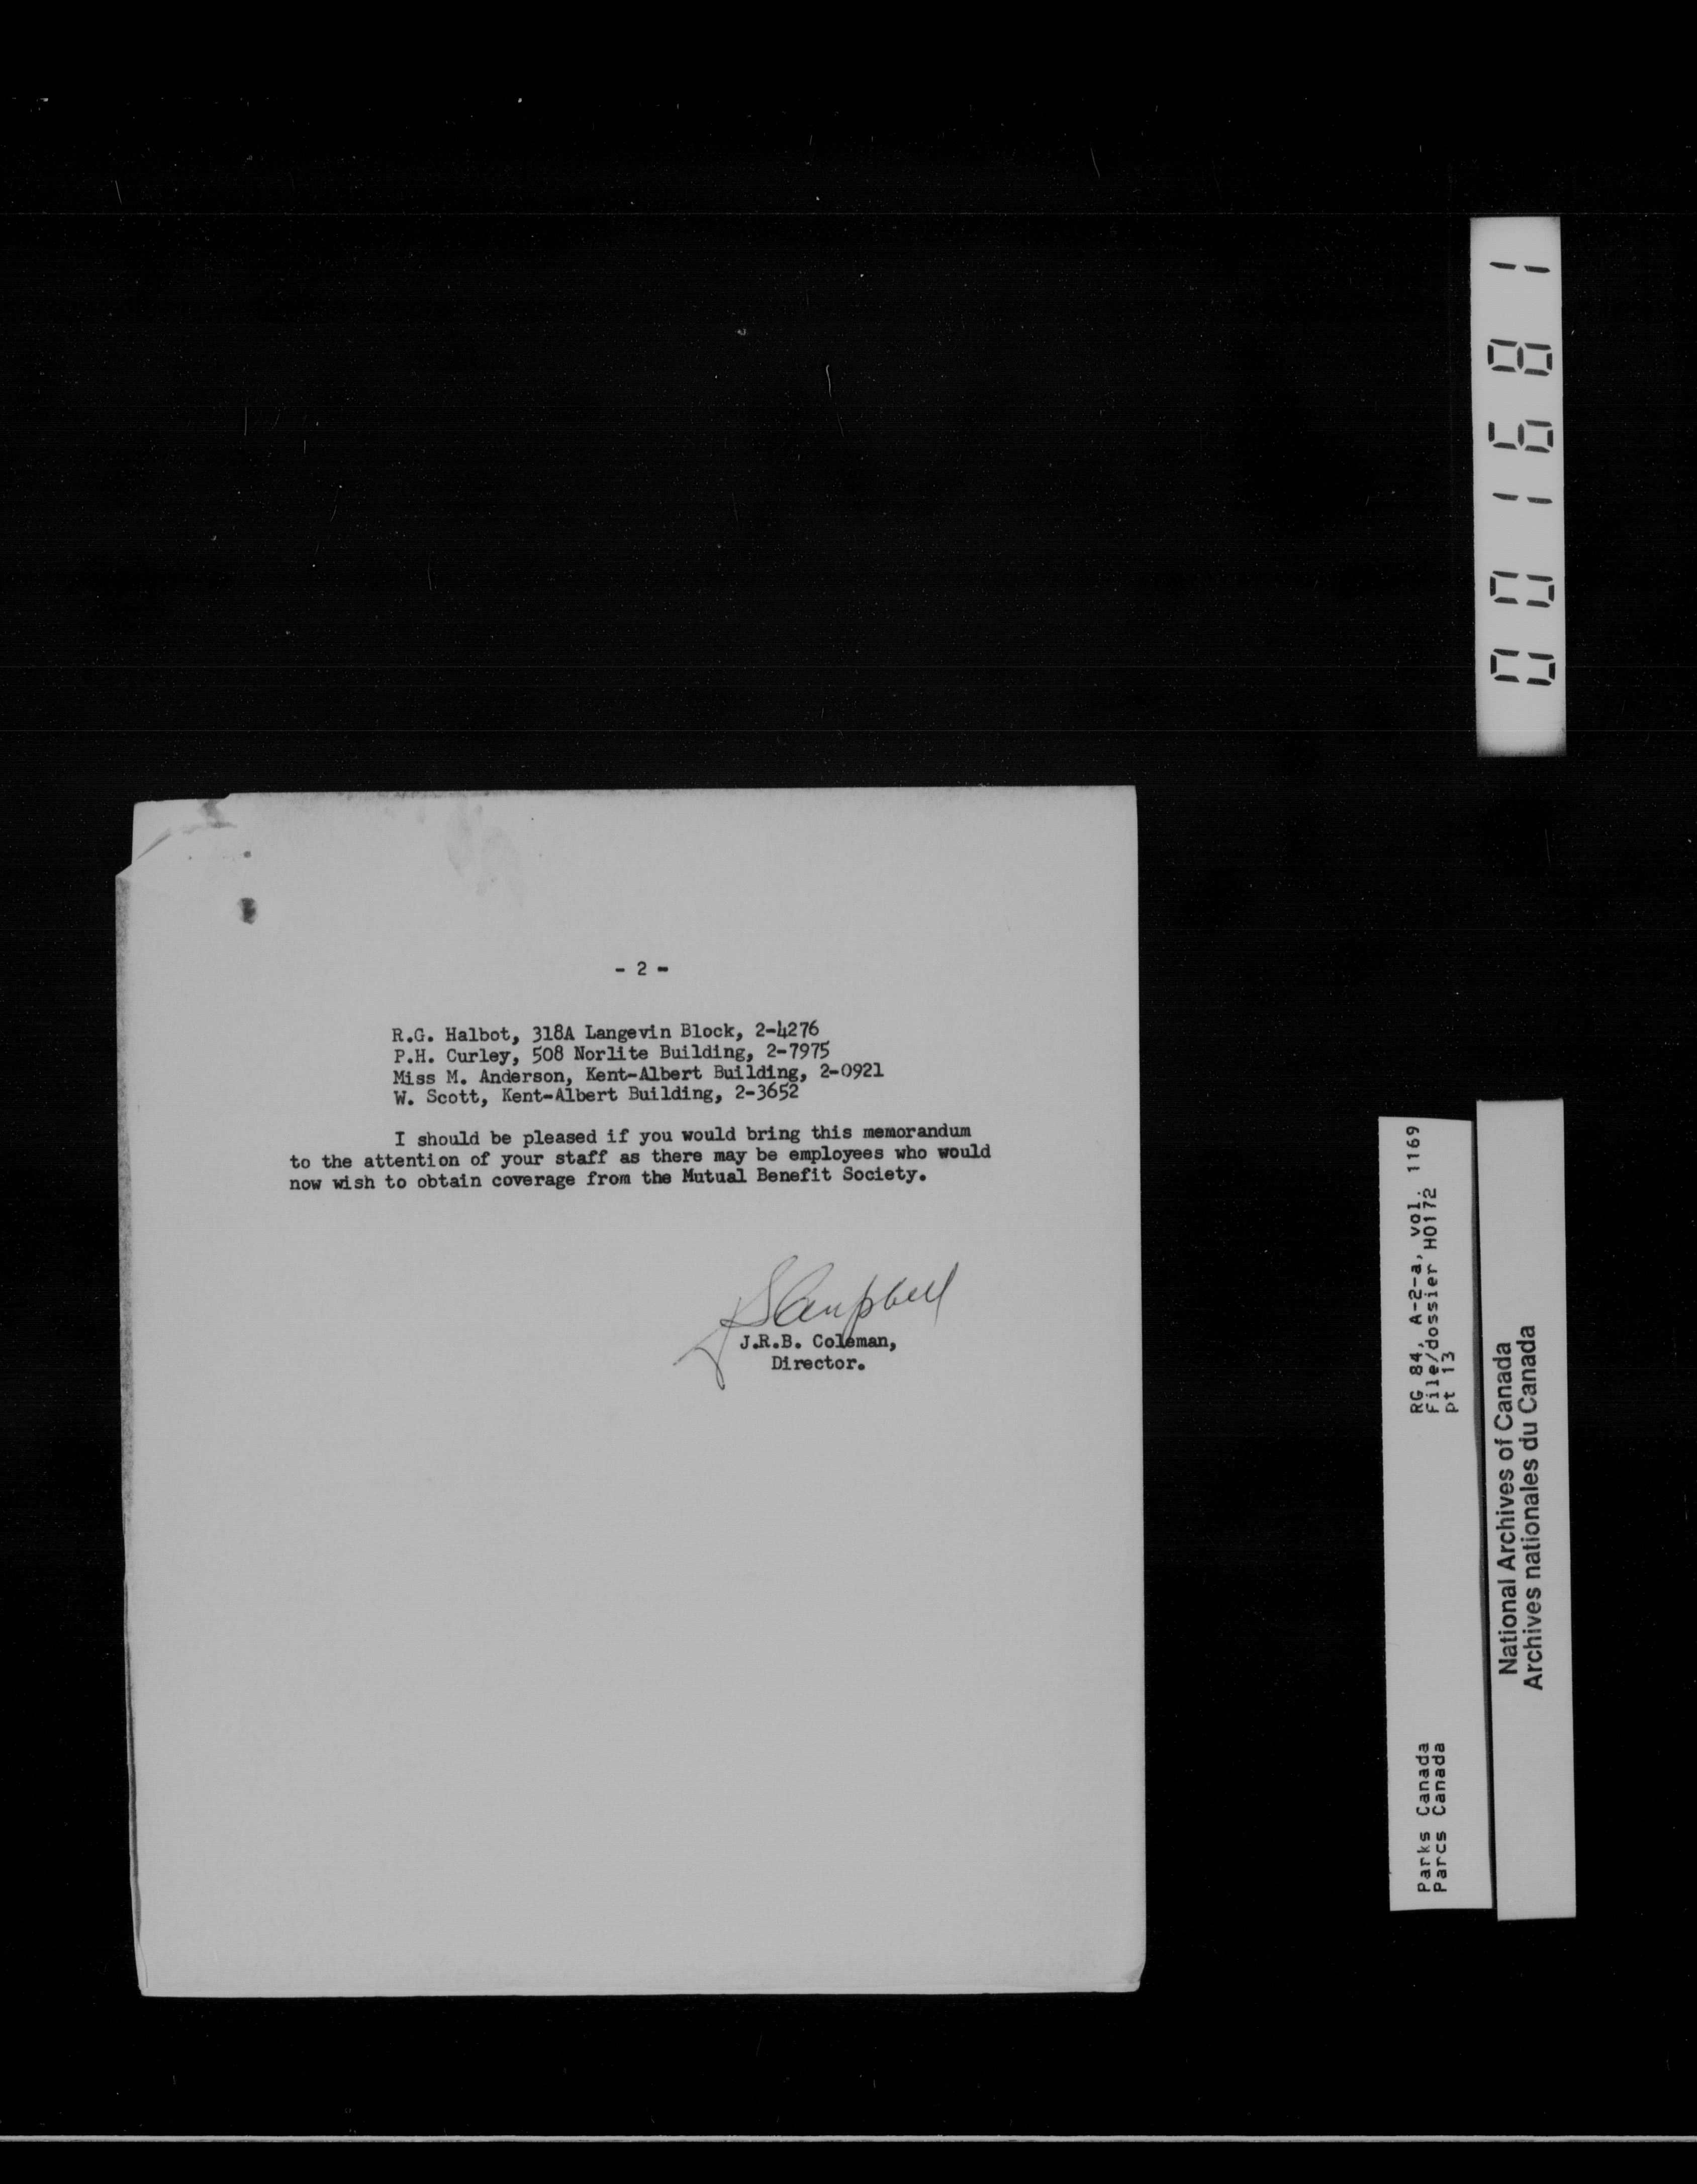 - 2 -
R.G. Halbot, 318A Langevin Block, 2-4276
P.H. Curley, 508 Norlite Building, 2-7975
Miss M. Anderson, Kent-Albert Building, 2-0921
W. Scott, Kent-Albert Building, 2-3652
I should be pleased if you would bring this memorandum
to the attention of your staff as there may be employees who would
now wish to obtain coverage from the Mutual Benefit Society.
Campbell
J.R.B. Coleman,
Director.
001681
RG 84, A-2-a, vol. 1169
File/dossier H0172
pt 13
Parks Canada
Parcs Canada
National Archives of Canada
Archives nationales du Canada